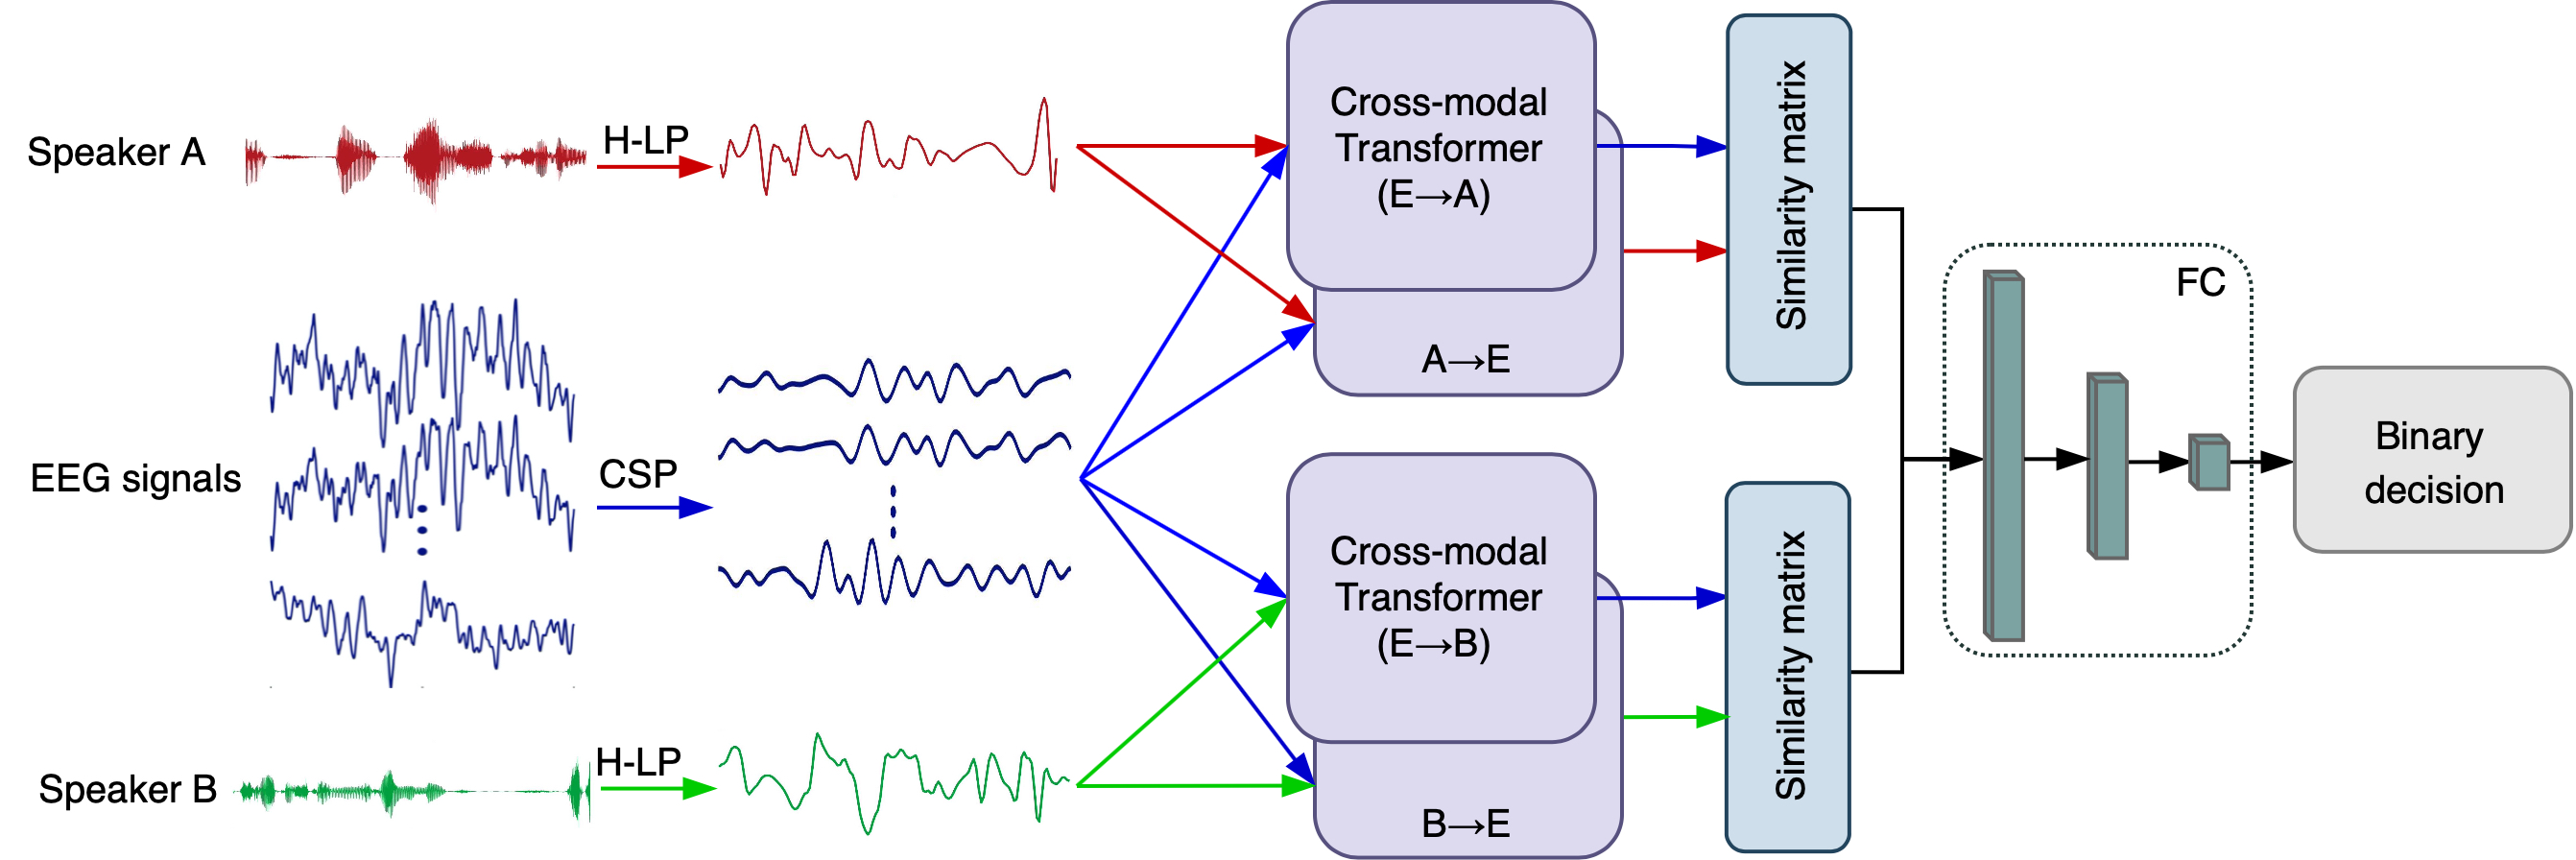 Speaker A
H-LP
Cross-modal
Transformer
(E→A)
A→E
Similarity matrix
EEG signals
CSP
Cross-modal
Transformer
(E→B)
B→E
Similarity matrix
Speaker B
H-LP
FC
Binary
decision